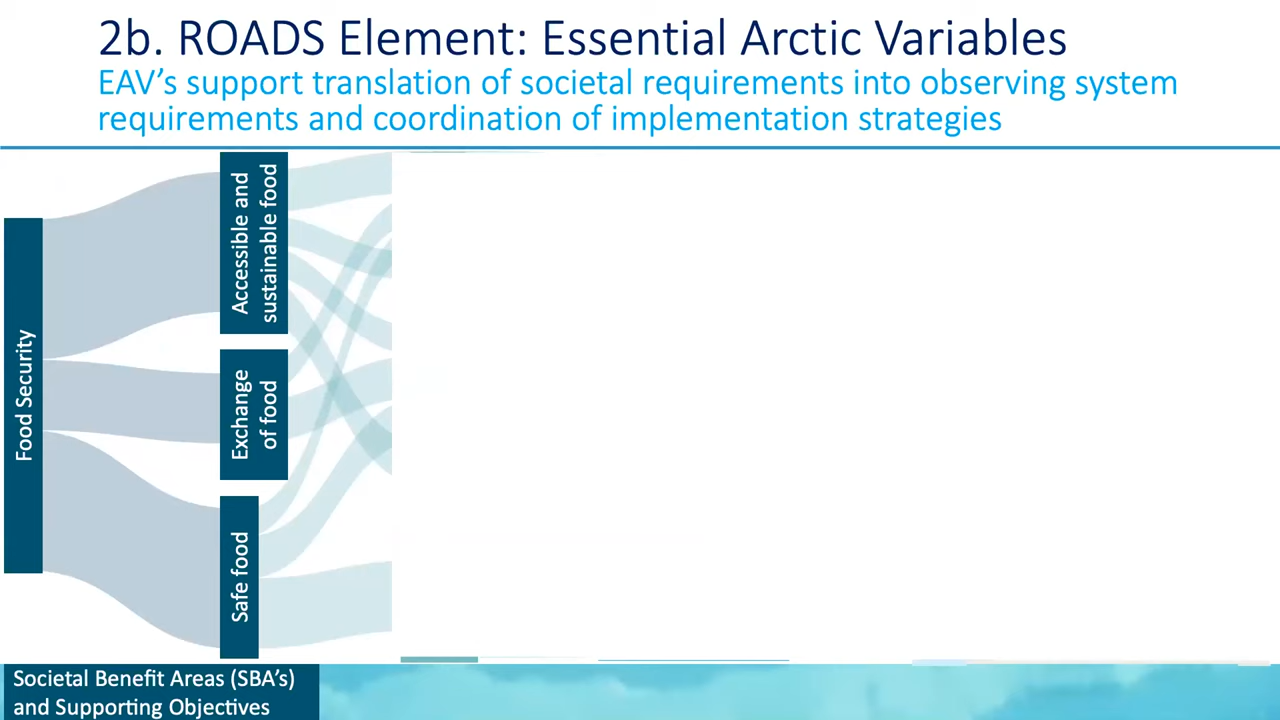 2b. ROADS Element: Essential Arctic Variables
EAV's support translation of societal requirements into observing system
requirements and coordination of implementation strategies
Food Security
Accessible and
sustainable food
Exchange
of food
Safe food
Societal Benefit Areas (SBA's)
and Supporting Objectives